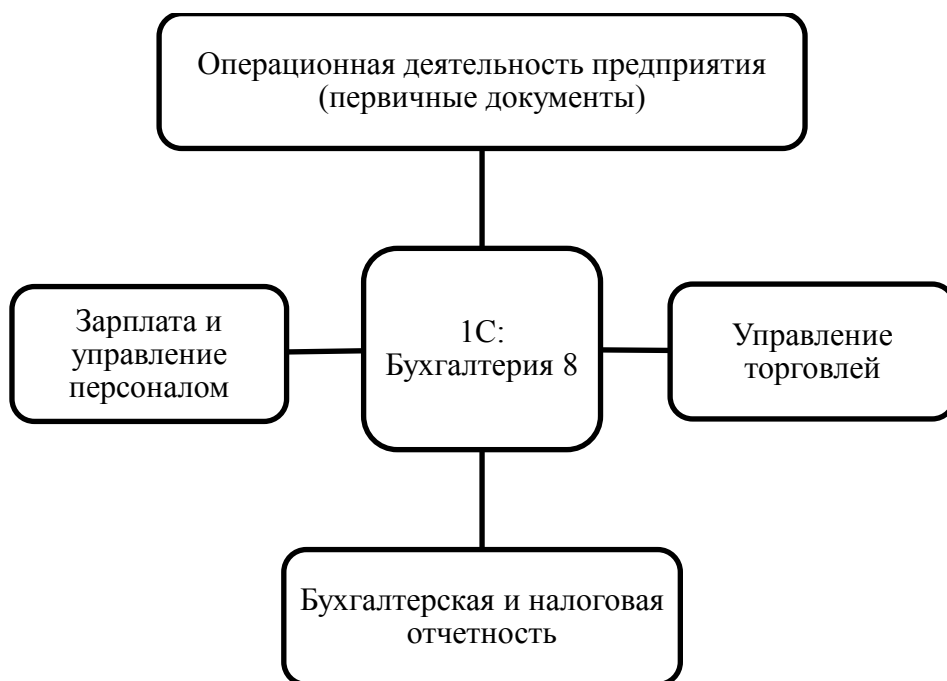 Операционная деятельность предприятия
(первичные документы)
Зарплата и
управление
персоналом
1С:
Бухгалтерия 8
Управление
торговлей
Бухгалтерская и налоговая
отчетность